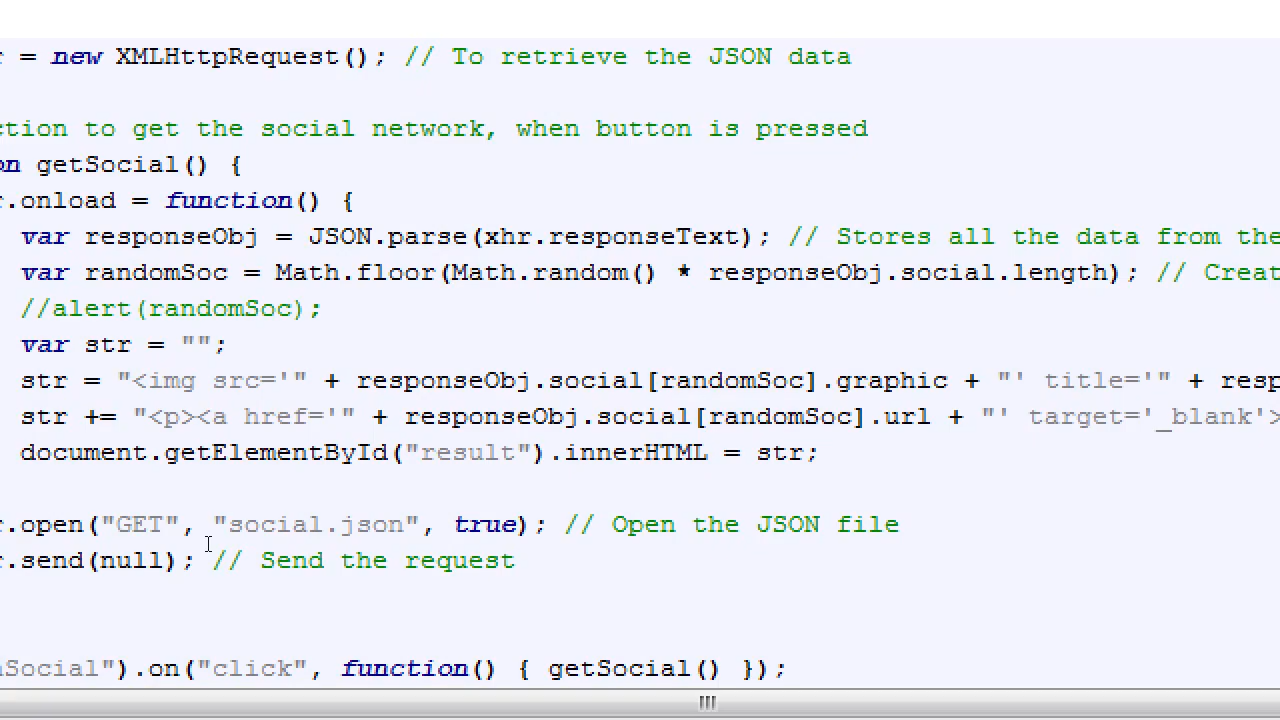 r = new XMLHttpRequest(); // To retrieve the JSON data
ction to get the social network, when button is pressed
on getSocial() {
r.onload = function() {
var responseObj = JSON.parse(xhr.responseText); // Stores all the data from the
var randomSoc = Math.floor(Math.random() * responseObj.social.length); // Creat
//alert(randomSoc);
var str = "";
str = "<img src='" + responseObj.social[randomSoc].graphic + "' title='" + resp
str += "<p><a href='" + responseObj.social[randomSoc].url + "' target='_blank'>
document.getElementById("result").innerHTML = str;
r.open("GET", "social.json", true); // Open the JSON file
r.send(null); // Send the request
Social").on("click", function() { getSocial() });